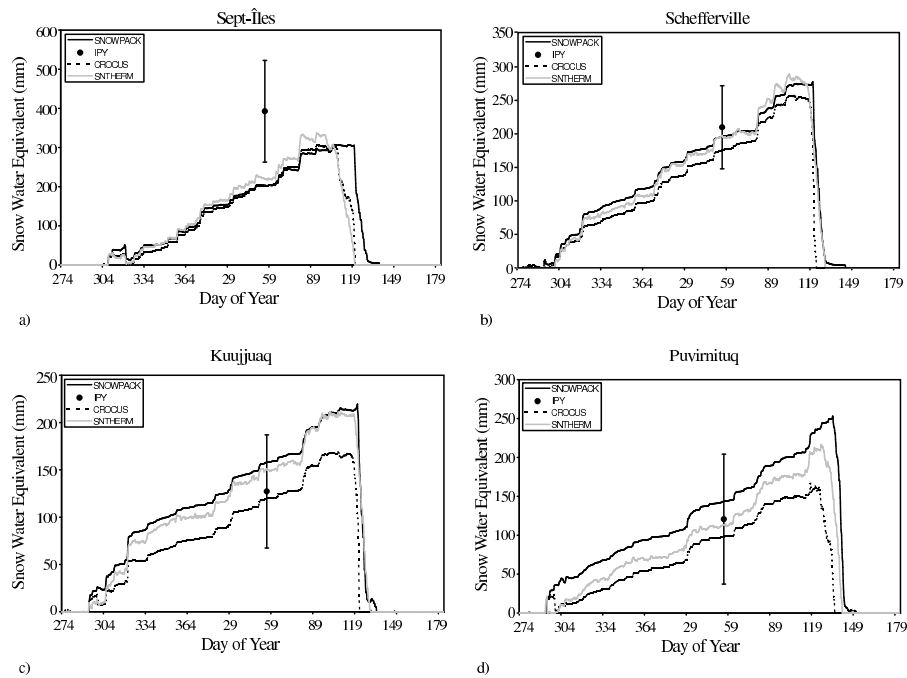 Sept-Îles
600
500
400
300
200
100
0
Snow Water Equivalent (mm)
SNOWPACK
IPY
CROCUS
SNTHERM
274 304 334 364 29 59 89 119 149 179
Day of Year
a)
Schefferville
350
300
250
200
150
100
50
0
Snow Water Equivalent (mm)
SNOWPACK
IPY
CROCUS
SNTHERM
274 304 334 364 29 59 89 119 149 179
Day of Year
b)
Kuujjuaq
250
200
150
100
50
0
Snow Water Equivalent (mm)
SNOWPACK
IPY
CROCUS
SNTHERM
274 304 334 364 29 59 89 119 149 179
Day of Year
c)
Puvirnituq
300
250
200
150
100
50
0
Snow Water Equivalent (mm)
SNOWPACK
IPY
CROCUS
SNTHERM
274 304 334 364 29 59 89 119 149 179
Day of Year
d)